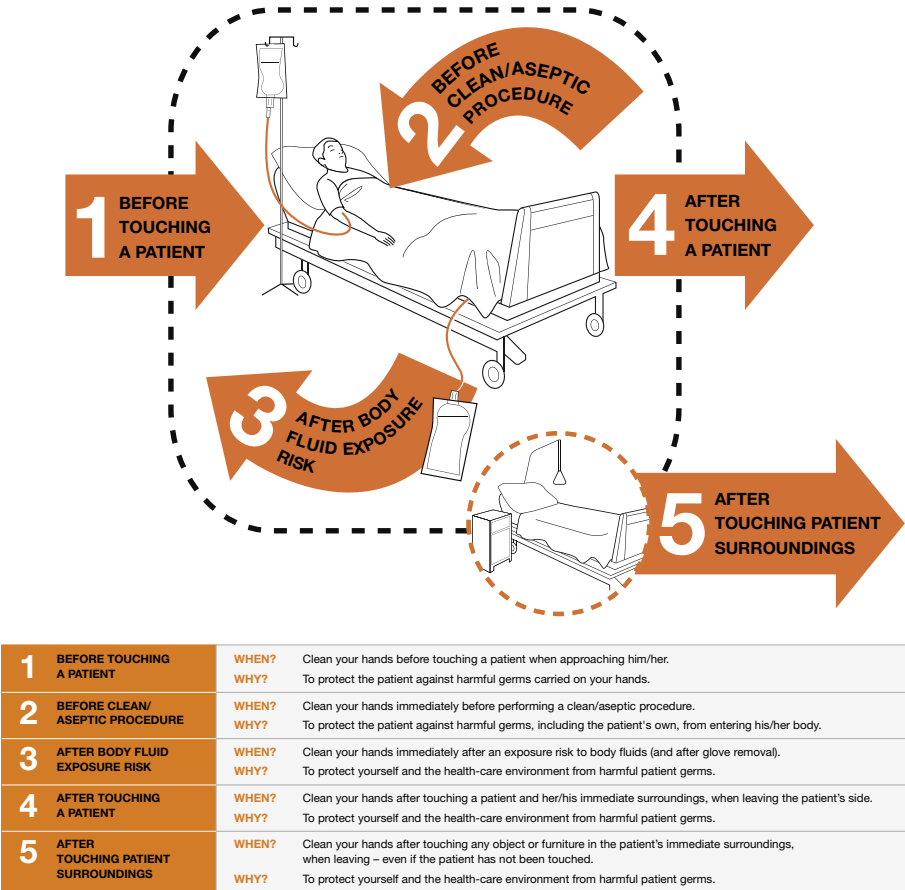 1
BEFORE
TOUCHING
A PATIENT
2
BEFORE
CLEAN/ASEPTIC
PROCEDURE
3
AFTER BODY
FLUID EXPOSURE
RISK
4
AFTER
TOUCHING
A PATIENT
5
AFTER
TOUCHING PATIENT
SURROUNDINGS
1
BEFORE TOUCHING
A PATIENT
WHEN? Clean your hands before touching a patient when approaching him/her.
WHY? To protect the patient against harmful germs carried on your hands.
2
BEFORE CLEAN/
ASEPTIC PROCEDURE
WHEN? Clean your hands immediately before performing a clean/aseptic procedure.
WHY? To protect the patient against harmful germs, including the patient's own, from entering his/her body.
3
AFTER BODY FLUID
EXPOSURE RISK
WHEN? Clean your hands immediately after an exposure risk to body fluids (and after glove removal).
WHY? To protect yourself and the health-care environment from harmful patient germs.
4
AFTER TOUCHING
A PATIENT
WHEN? Clean your hands after touching a patient and her/his immediate surroundings, when leaving the patient’s side.
WHY? To protect yourself and the health-care environment from harmful patient germs.
5
AFTER
TOUCHING PATIENT
SURROUNDINGS
WHEN? Clean your hands after touching any object or furniture in the patient’s immediate surroundings,
when leaving – even if the patient has not been touched.
WHY? To protect yourself and the health-care environment from harmful patient germs.